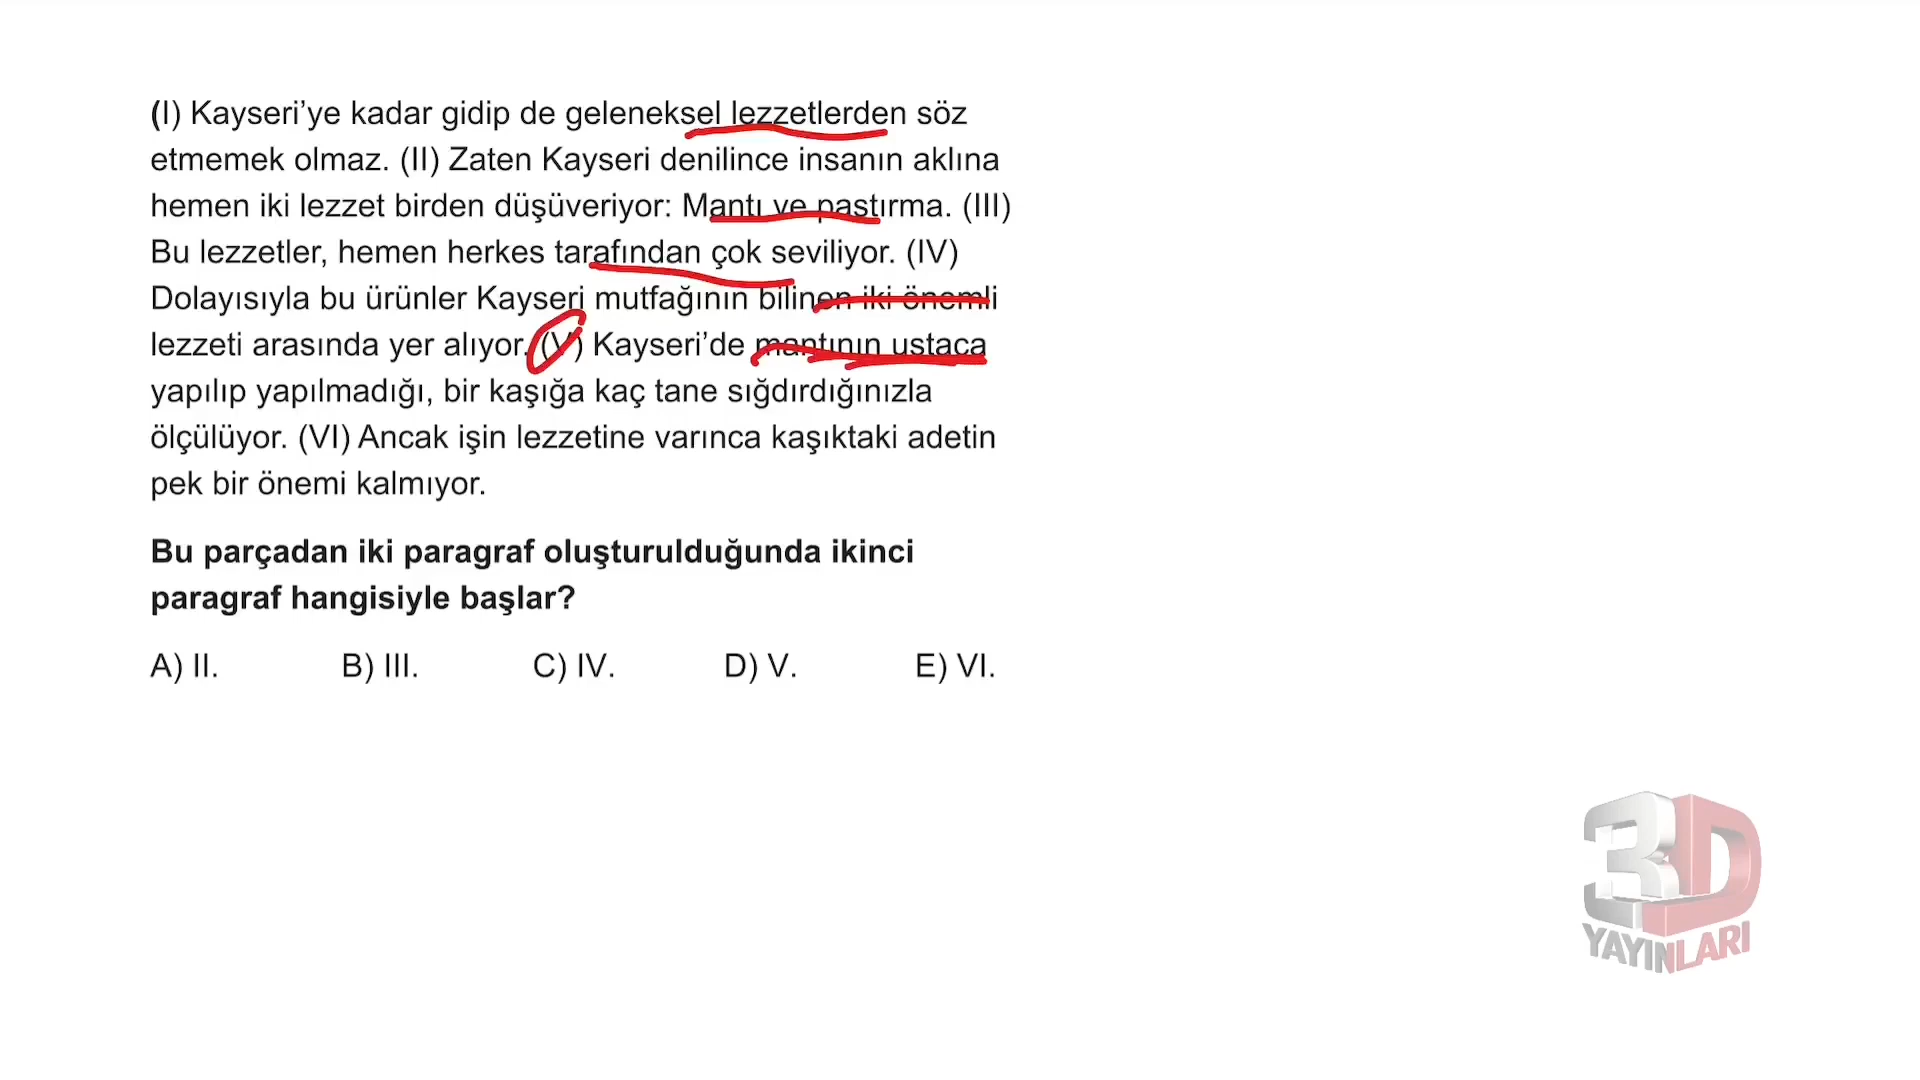 (I) Kayseri’ye kadar gidip de geleneksel lezzetlerden söz
etmemek olmaz. (II) Zaten Kayseri denilince insanın aklına
hemen iki lezzet birden düşüveriyor: Mantı ve pastırma. (III)
Bu lezzetler, hemen herkes tarafından çok seviliyor. (IV)
Dolayısıyla bu ürünler Kayseri mutfağının bilinen iki önemli
lezzeti arasında yer alıyor. (V) Kayseri’de mantının ustaca
yapılıp yapılmadığı, bir kaşığa kaç tane sığdırdığınızla
ölçülüyor. (VI) Ancak işin lezzetine varınca kaşıktaki adetin
pek bir önemi kalmıyor.
Bu parçadan iki paragraf oluşturulduğunda ikinci
paragraf hangisiyle başlar?
A) II. B) III. C) IV. D) V. E) VI.
3D
YAYINLARI